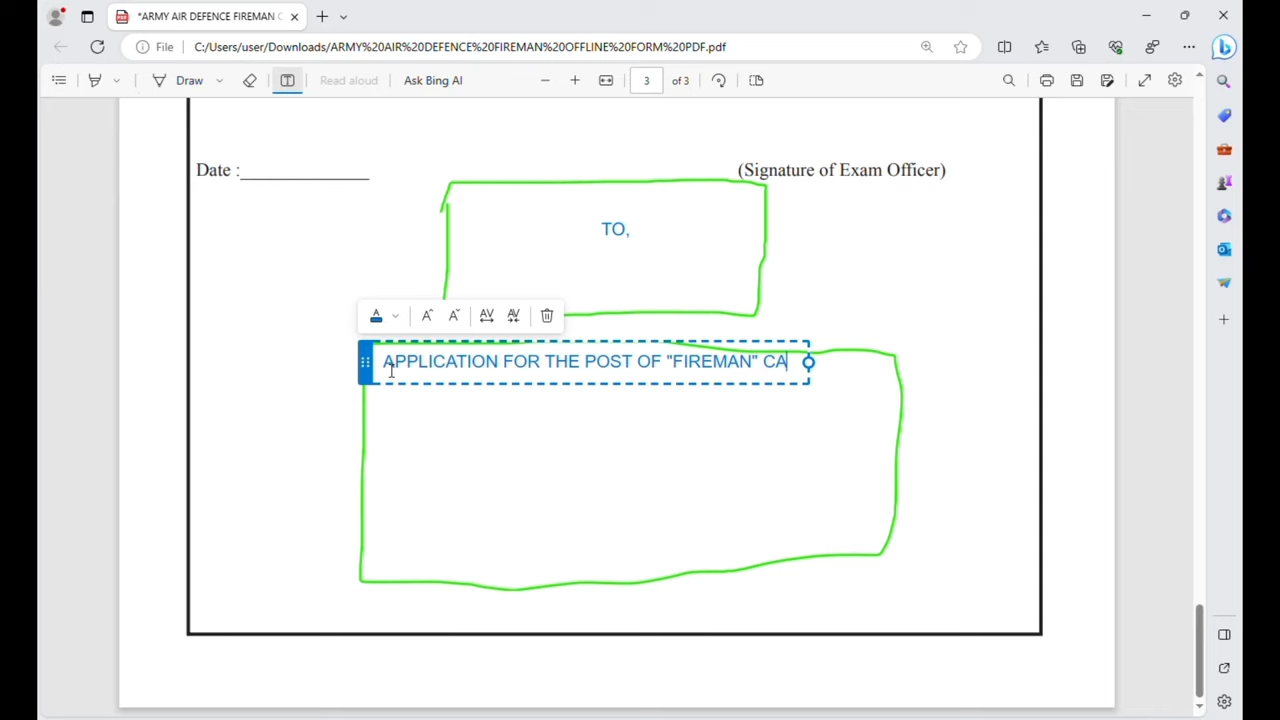 *ARMY AIR DEFENCE FIREMAN
File
C:/Users/user/Downloads/ARMY%20AIR%20DEFENCE%20FIREMAN%20OFFLINE%20FORM%20PDF.pdf
Draw
Read aloud
Ask Bing AI
3
of 3
Date :______________
(Signature of Exam Officer)
TO,
APPLICATION FOR THE POST OF "FIREMAN" CA